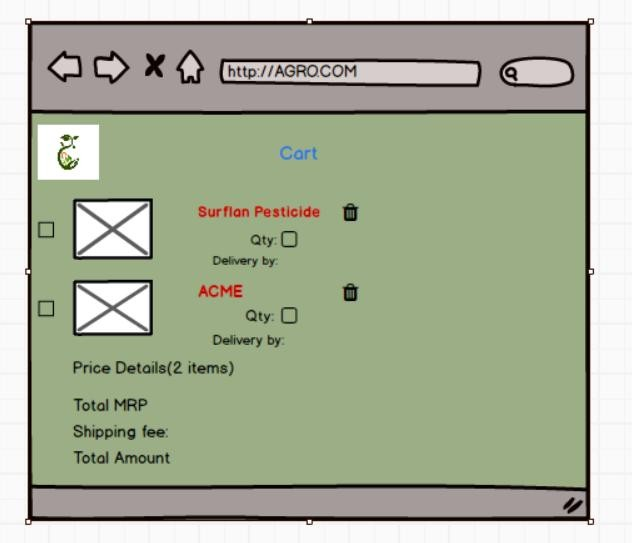 http://AGRO.COM
Cart
Surflan Pesticide
Qty:
Delivery by:
ACME
Qty:
Delivery by:
Price Details(2 items)
Total MRP
Shipping fee:
Total Amount